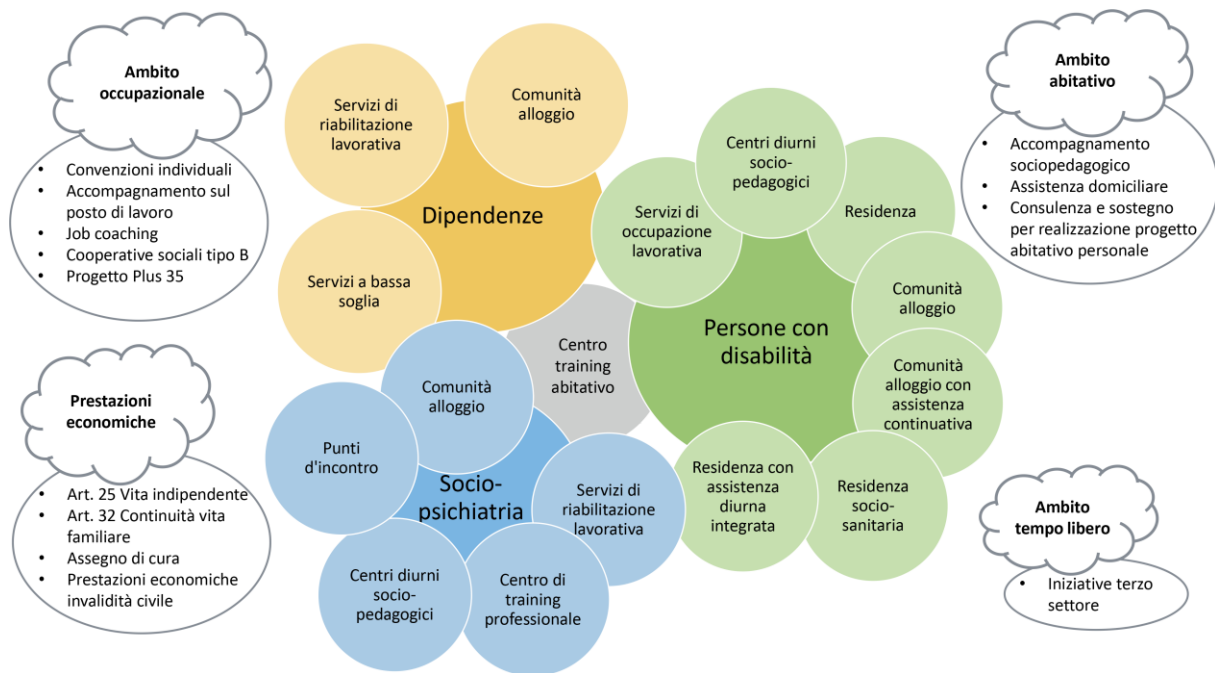 Ambito
occupazionale
• Convenzioni individuali
• Accompagnamento sul
posto di lavoro
• Job coaching
• Cooperative sociali tipo B
• Progetto Plus 35
Prestazioni
economiche
• Art. 25 Vita indipendente
• Art. 32 Continuità vita
familiare
• Assegno di cura
• Prestazioni economiche
invalidità civile
Servizi di
riabilitazione
lavorativa
Comunità
alloggio
Dipendenze
Servizi a bassa
soglia
Centro
training
abitativo
Comunità
alloggio
Punti
d'incontro
Socio-
psichiatria
Servizi di
riabilitazione
lavorativa
Centri diurni
socio-
pedagogici
Centro di
training
professionale
Centri diurni
socio-
pedagogici
Servizi di
occupazione
lavorativa
Residenza
Persone con
disabilità
Comunità
alloggio
Comunità
alloggio con
assistenza
continuativa
Residenza con
assistenza
diurna
integrata
Residenza
socio-
sanitaria
Ambito
abitativo
• Accompagnamento
sociopedagogico
• Assistenza domiciliare
• Consulenza e sostegno
per realizzazione progetto
abitativo personale
Ambito
tempo libero
• Iniziative terzo
settore